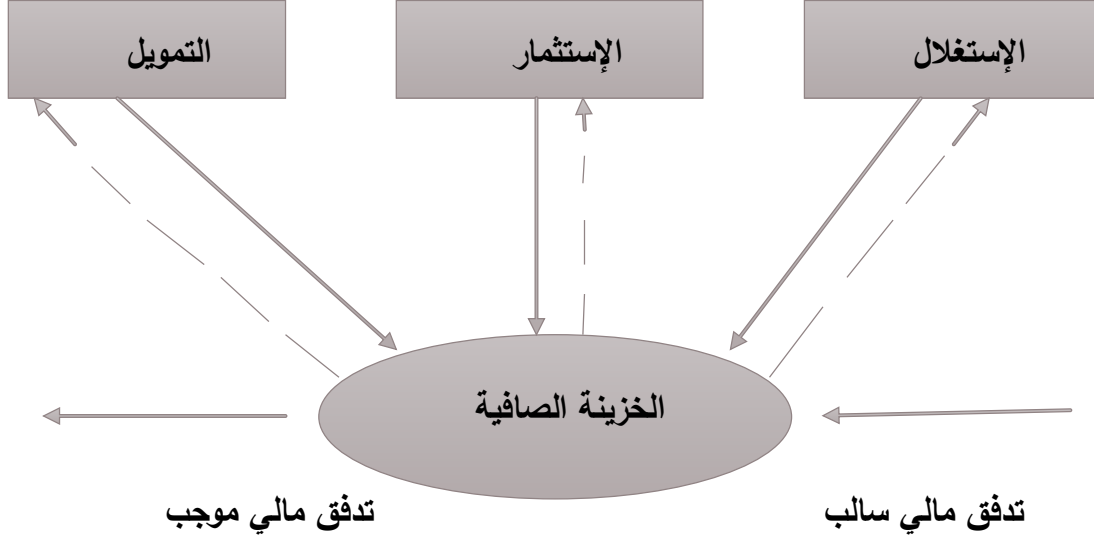 الإستغلال
الإستثمار
التمويل
الخزينة الصافية
تدفق مالي سالب
تدفق مالي موجب